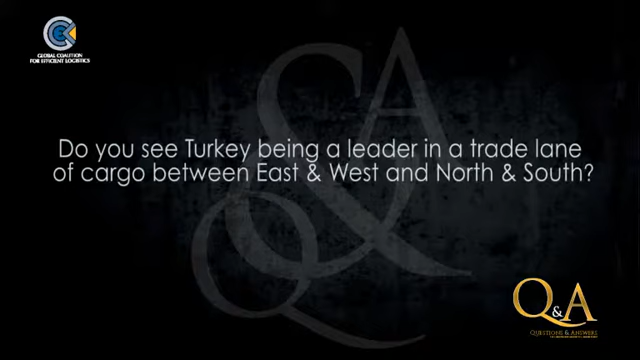 GLOBAL COALITION
FOR EFFICIENT LOGISTICS
Q&A
Do you see Turkey being a leader in a trade lane
of cargo between East & West and North & South?
Q&A
QUESTIONS & ANSWERS